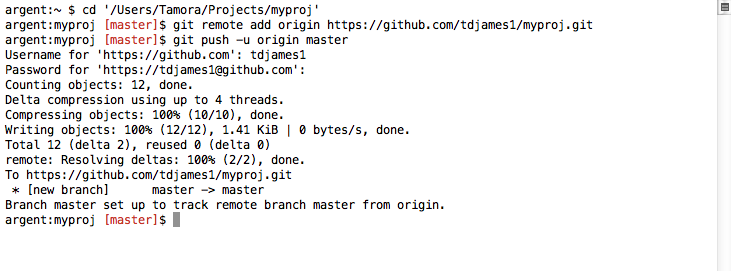 argent:~ $ cd '/Users/Tamora/Projects/myproj'
argent:myproj [master]$ git remote add origin https://github.com/tdjames1/myproj.git
argent:myproj [master]$ git push -u origin master
Username for 'https://github.com': tdjames1
Password for 'https://tdjames1@github.com':
Counting objects: 12, done.
Delta compression using up to 4 threads.
Compressing objects: 100% (10/10), done.
Writing objects: 100% (12/12), 1.41 KiB | 0 bytes/s, done.
Total 12 (delta 2), reused 0 (delta 0)
remote: Resolving deltas: 100% (2/2), done.
To https://github.com/tdjames1/myproj.git
 * [new branch]      master -> master
Branch master set up to track remote branch master from origin.
argent:myproj [master]$